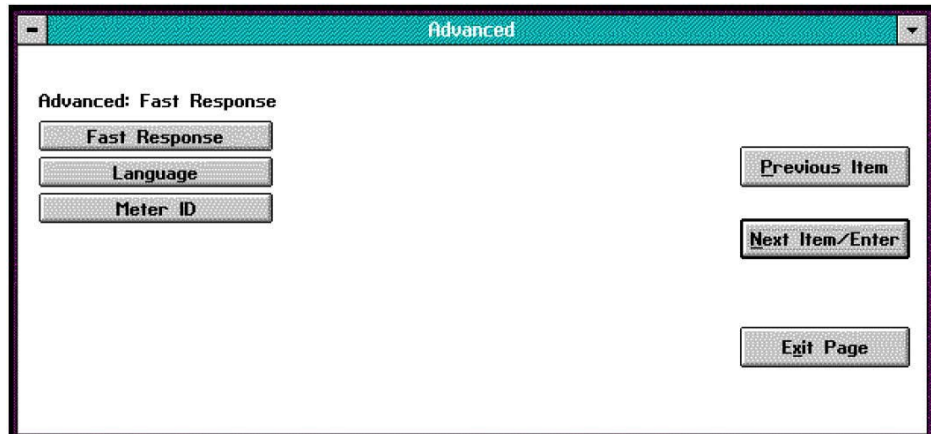 Advanced
Advanced: Fast Response
Fast Response
Language
Meter ID
Previous Item
Next Item/Enter
Exit Page